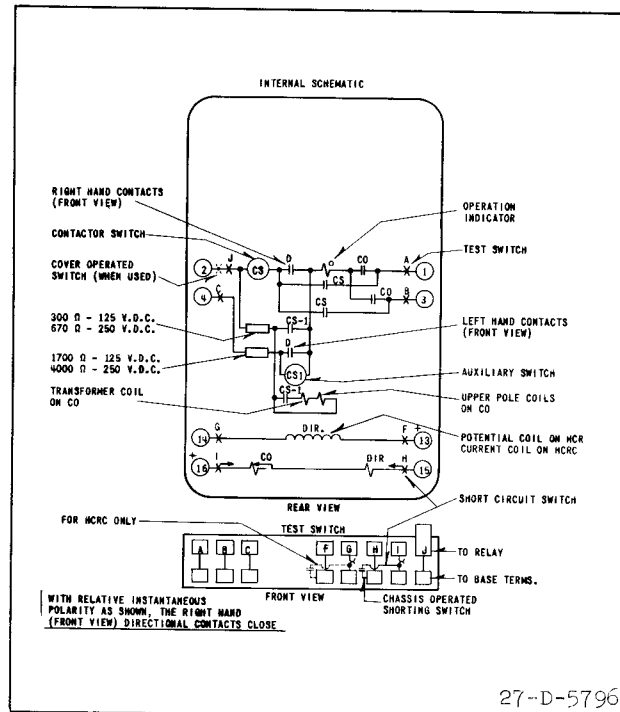 INTERNAL SCHEMATIC
RIGHT HAND CONTACTS
(FRONT VIEW)
CONTACTOR SWITCH
COVER OPERATED
SWITCH (WHEN USED)
OPERATION
INDICATOR
TEST SWITCH
2
J
CS
D
O
CO
A
1
CS
4
C
CO
B
3
CS
300 Ω - 125 V.D.C.
670 Ω - 250 V.D.C.
CS-1
D
LEFT HAND CONTACTS
(FRONT VIEW)
1700 Ω - 125 V.D.C.
4000 Ω - 250 V.D.C.
CS1
AUXILIARY SWITCH
TRANSFORMER COIL
ON CO
CS-1
UPPER POLE COILS
ON CO
14
G
DIR.
F
+
13
POTENTIAL COIL ON HCR
CURRENT COIL ON HCRC
+
16
I
CO
DIR
H
15
REAR VIEW
SHORT CIRCUIT SWITCH
FOR HCRC ONLY
TEST SWITCH
A B C F G H I J
TO RELAY
TO BASE TERMS.
FRONT VIEW
CHASSIS OPERATED
SHORTING SWITCH
WITH RELATIVE INSTANTANEOUS
POLARITY AS SHOWN, THE RIGHT HAND
(FRONT VIEW) DIRECTIONAL CONTACTS CLOSE
27-D-5796